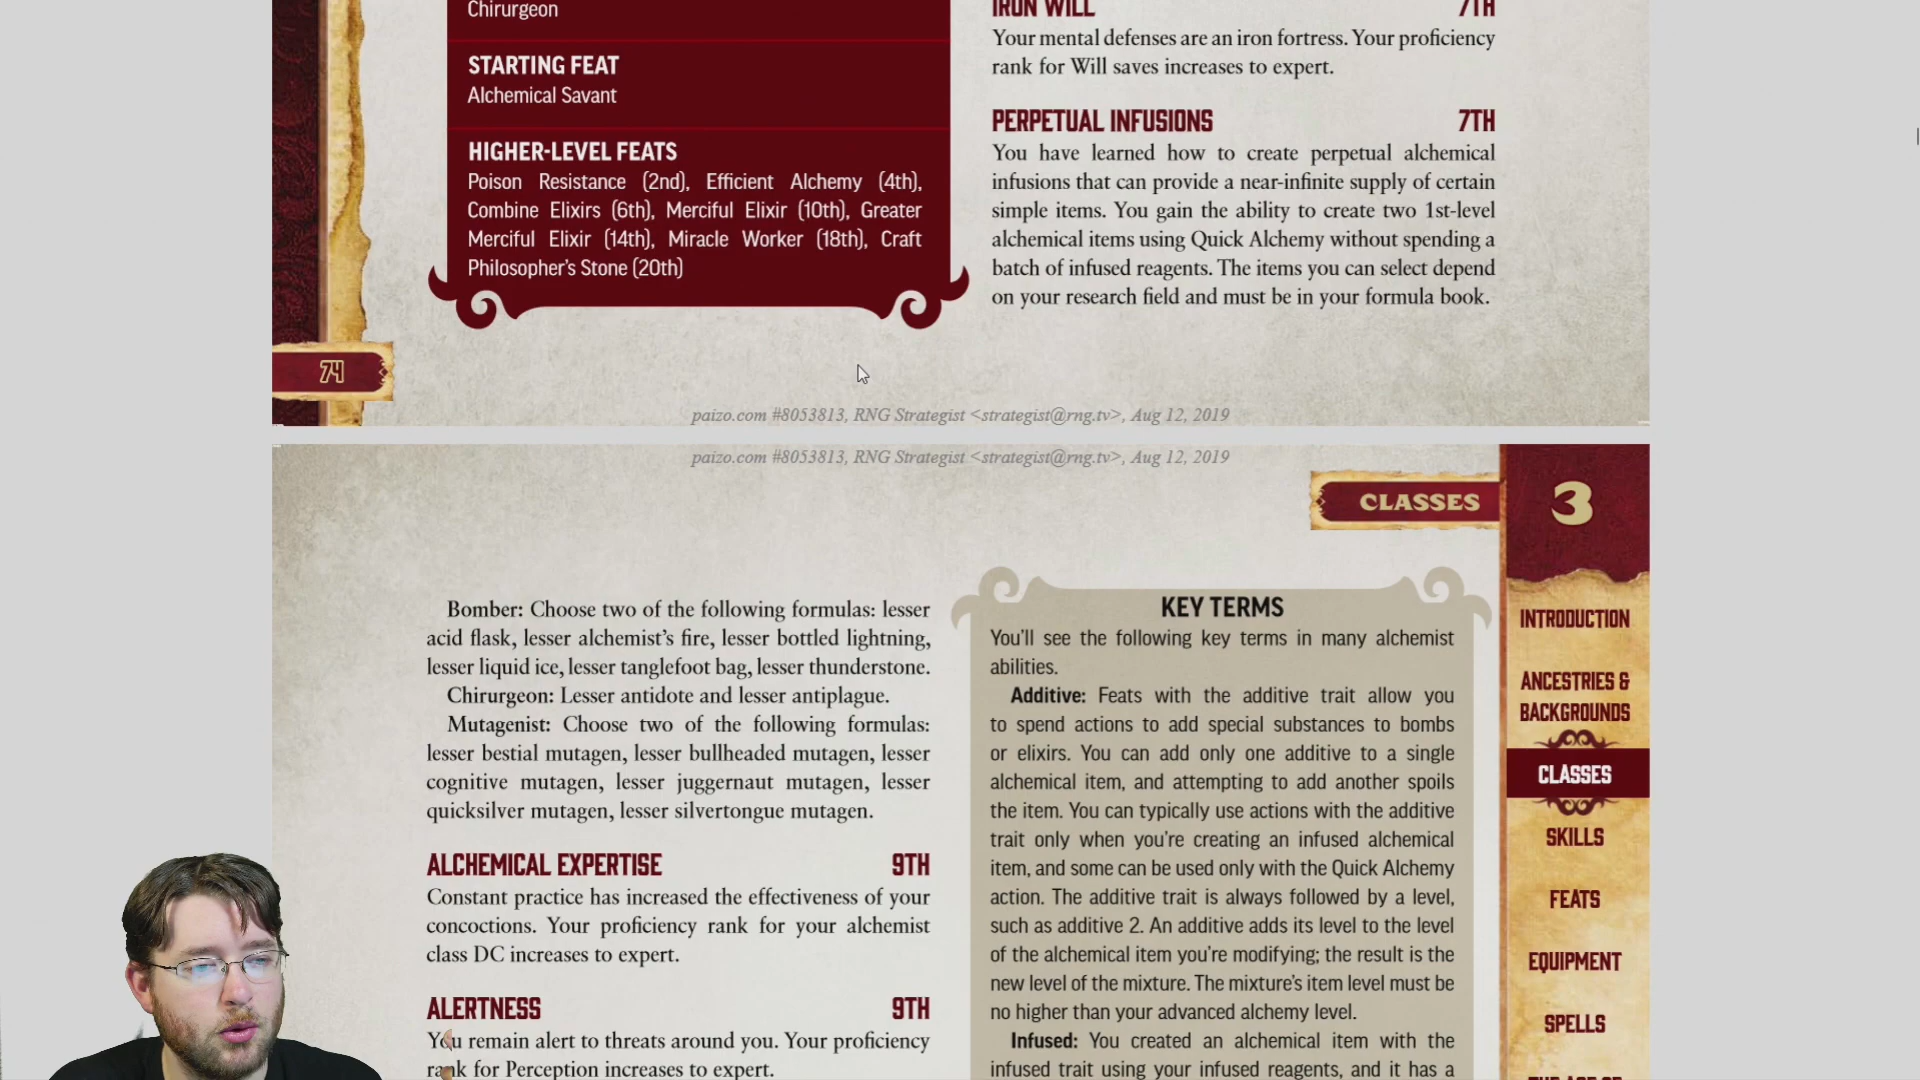 Chirurgeon
STARTING FEAT
Alchemical Savant
HIGHER-LEVEL FEATS
Poison Resistance (2nd), Efficient Alchemy (4th),
Combine Elixirs (6th), Merciful Elixir (10th), Greater
Merciful Elixir (14th), Miracle Worker (18th), Craft
Philosopher's Stone (20th)
74
IRON WILL 7TH
Your mental defenses are an iron fortress. Your proficiency
rank for Will saves increases to expert.
PERPETUAL INFUSIONS 7TH
You have learned how to create perpetual alchemical
infusions that can provide a near-infinite supply of certain
simple items. You gain the ability to create two 1st-level
alchemical items using Quick Alchemy without spending a
batch of infused reagents. The items you can select depend
on your research field and must be in your formula book.
paizo.com #8053813, RNG Strategist <strategist@rng.tv>, Aug 12, 2019
paizo.com #8053813, RNG Strategist <strategist@rng.tv>, Aug 12, 2019
CLASSES
3
Bomber: Choose two of the following formulas: lesser
acid flask, lesser alchemist's fire, lesser bottled lightning,
lesser liquid ice, lesser tanglefoot bag, lesser thunderstone.
Chirurgeon: Lesser antidote and lesser antiplague.
Mutagenist: Choose two of the following formulas:
lesser bestial mutagen, lesser bullheaded mutagen, lesser
cognitive mutagen, lesser juggernaut mutagen, lesser
quicksilver mutagen, lesser silvertongue mutagen.
ALCHEMICAL EXPERTISE 9TH
Constant practice has increased the effectiveness of your
concoctions. Your proficiency rank for your alchemist
class DC increases to expert.
ALERTNESS 9TH
You remain alert to threats around you. Your proficiency
rank for Perception increases to expert.
KEY TERMS
You'll see the following key terms in many alchemist
abilities.
Additive: Feats with the additive trait allow you
to spend actions to add special substances to bombs
or elixirs. You can add only one additive to a single
alchemical item, and attempting to add another spoils
the item. You can typically use actions with the additive
trait only when you're creating an infused alchemical
item, and some can be used only with the Quick Alchemy
action. The additive trait is always followed by a level,
such as additive 2. An additive adds its level to the level
of the alchemical item you're modifying; the result is the
new level of the mixture. The mixture's item level must be
no higher than your advanced alchemy level.
Infused: You created an alchemical item with the
infused trait using your infused reagents, and it has a
INTRODUCTION
ANCESTRIES &
BACKGROUNDS
CLASSES
SKILLS
FEATS
EQUIPMENT
SPELLS